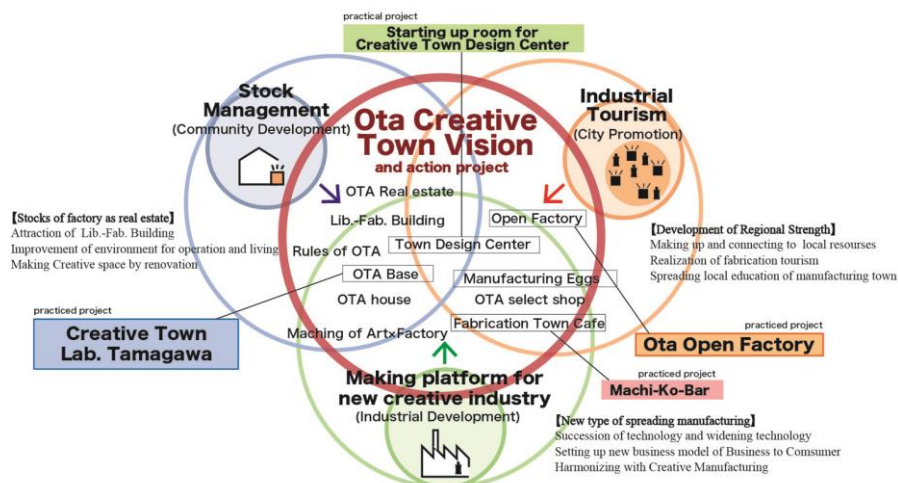 practical project
Starting up room for
Creative Town Design Center
Stock
Management
(Community Development)
Ota Creative
Town Vision
and action project
Industrial
Tourism
(City Promotion)
【Stocks of factory as real estate】
Attraction of Lib.-Fab. Building
Improvement of environment for operation and living
Making Creative space by renovation
OTA Real estate
Lib.-Fab. Building
Open Factory
Rules of OTA
Town Design Center
OTA Base
Manufacturing Eggs
OTA house
OTA select shop
Maching of Art×Factory
Fabrication Town Cafe
【Development of Regional Strength】
Making up and connecting to local resourses
Realization of fabrication tourism
Spreading local education of manufacturing town
practiced project
Creative Town
Lab. Tamagawa
practiced project
Ota Open Factory
practiced project
Machi-Ko-Bar
Making platform for
new creative industry
(Industrial Development)
【New type of spreading manufacturing】
Succession of technology and widening technology
Setting up new business model of Business to Comsumer
Harmonizing with Creative Manufacturing